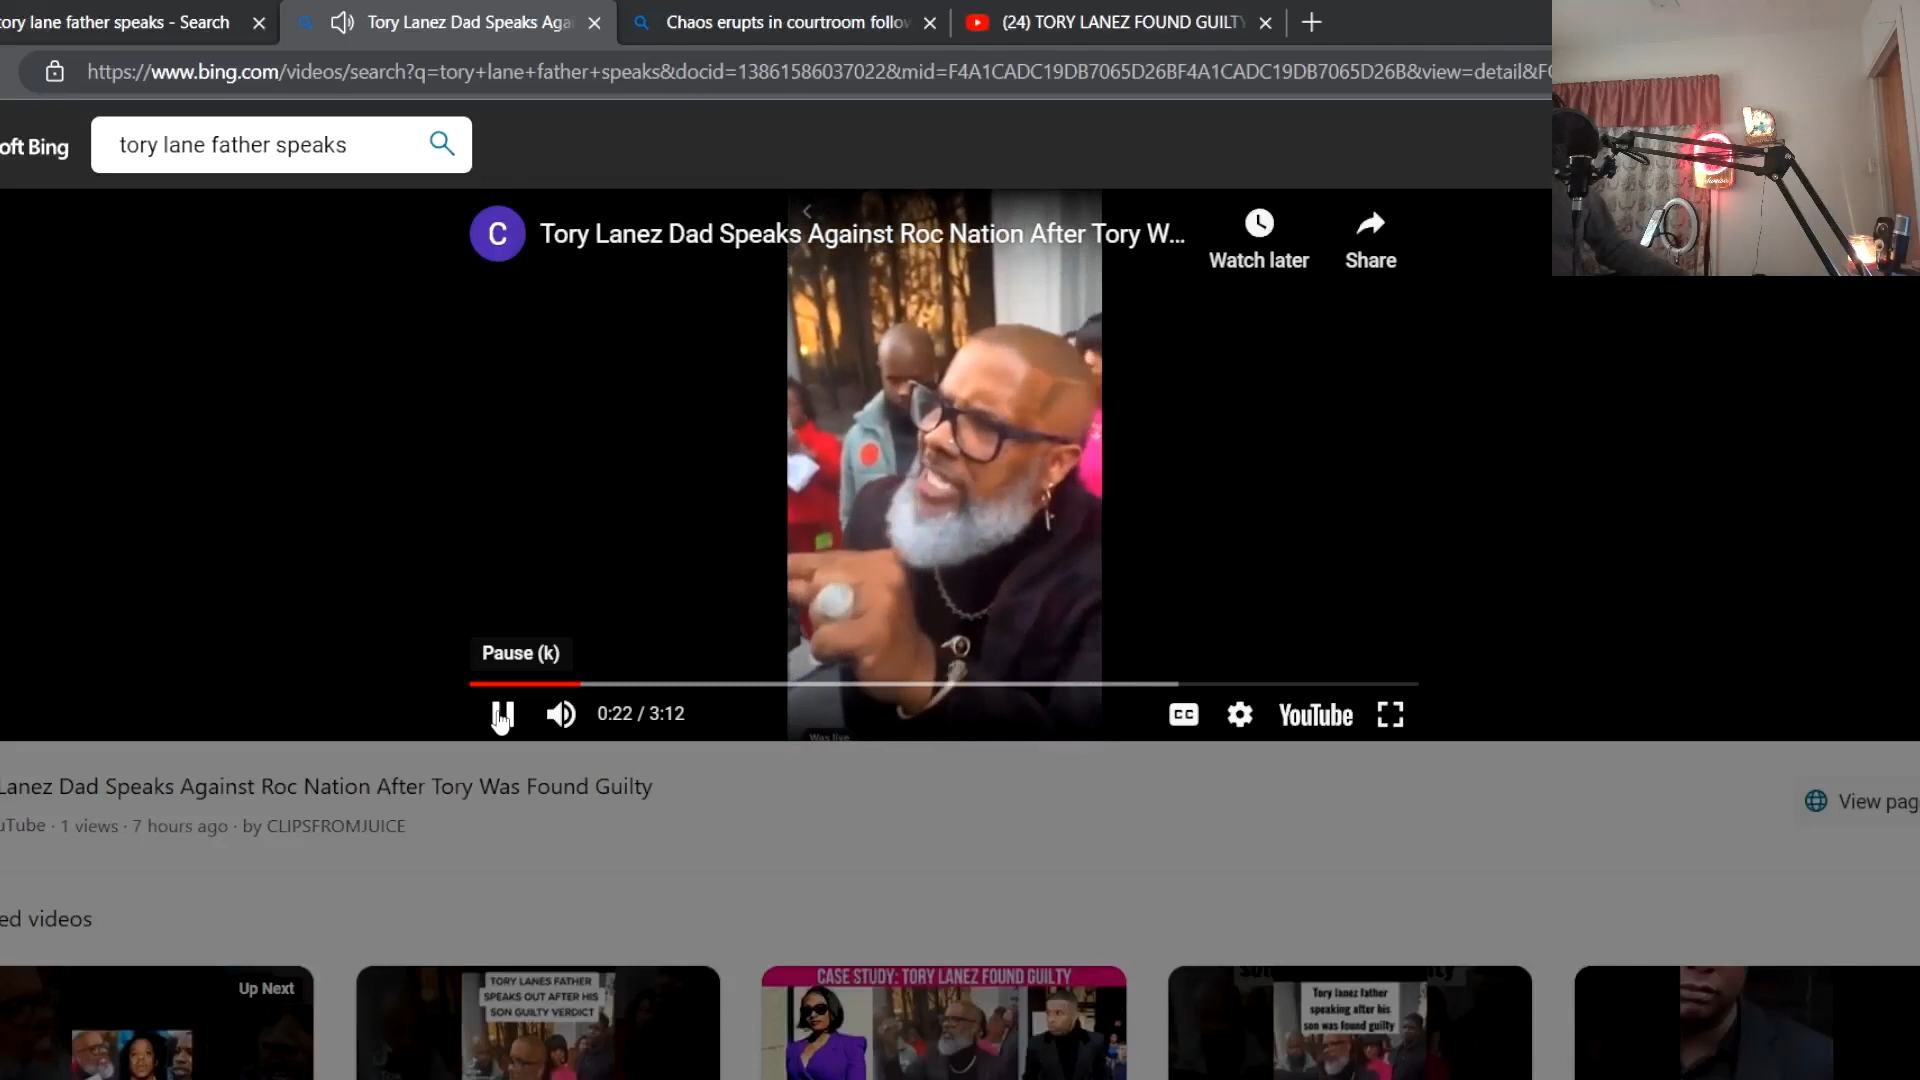 tory lane father speaks - Search
Tory Lanez Dad Speaks Aga
Chaos erupts in courtroom follo
(24) TORY LANEZ FOUND GUILTY
https://www.bing.com/videos/search?q=tory+lane+father+speaks&docid=13861586037022&mid=F4A1CADC19DB7065D26BF4A1CADC19DB7065D26B&view=detail&F
oft Bing
tory lane father speaks
C
Tory Lanez Dad Speaks Against Roc Nation After Tory W...
Watch later
Share
Pause (k)
0:22 / 3:12
CC
YouTube
Was live
Lanez Dad Speaks Against Roc Nation After Tory Was Found Guilty
uTube · 1 views · 7 hours ago · by CLIPSFROMJUICE
View pag
ed videos
Up Next
TORY LANES FATHER
SPEAKS OUT AFTER HIS
SON GUILTY VERDICT
CASE STUDY: TORY LANEZ FOUND GUILTY
Tory lanez father
speaking after his
son was found guilty